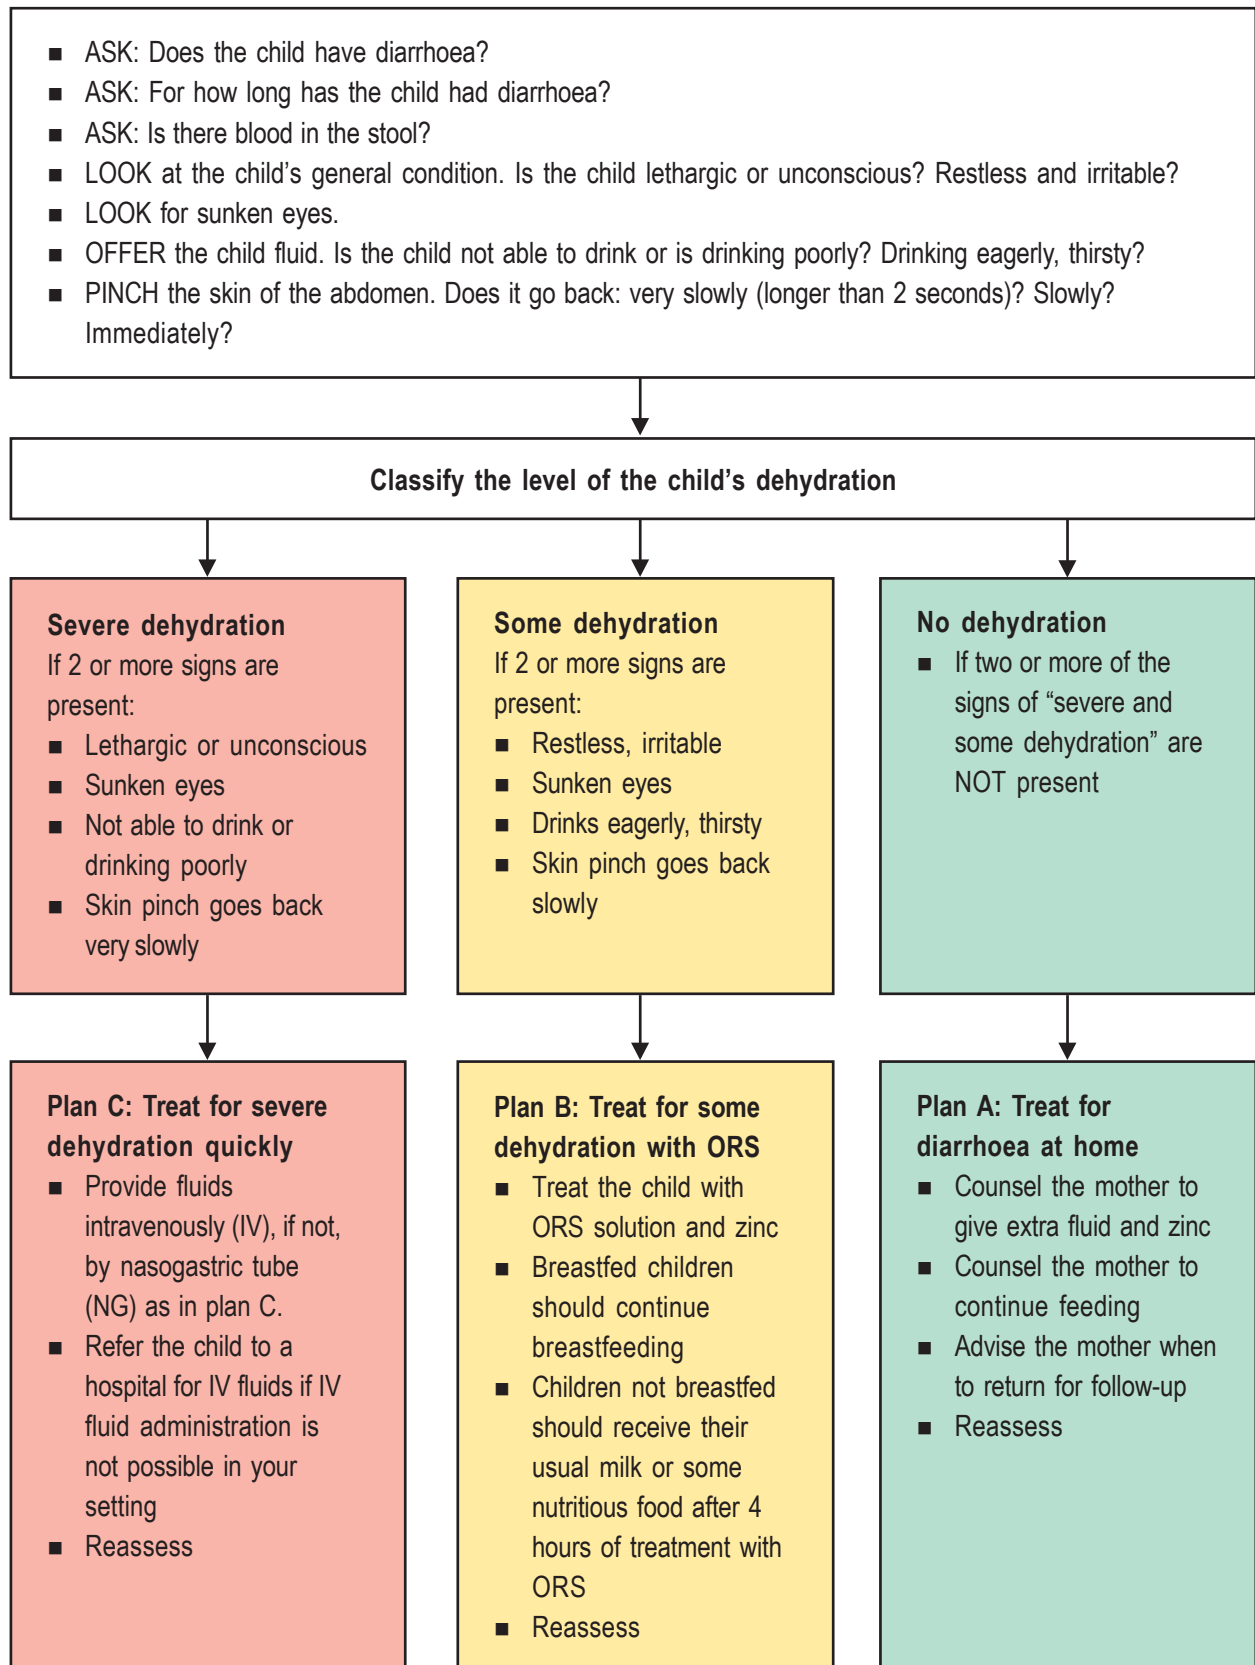 ■ ASK: Does the child have diarrhoea?
■ ASK: For how long has the child had diarrhoea?
■ ASK: Is there blood in the stool?
■ LOOK at the child’s general condition. Is the child lethargic or unconscious? Restless and irritable?
■ LOOK for sunken eyes.
■ OFFER the child fluid. Is the child not able to drink or is drinking poorly? Drinking eagerly, thirsty?
■ PINCH the skin of the abdomen. Does it go back: very slowly (longer than 2 seconds)? Slowly?
Immediately?
Classify the level of the child’s dehydration
Severe dehydration
If 2 or more signs are
present:
■ Lethargic or unconscious
■ Sunken eyes
■ Not able to drink or
drinking poorly
■ Skin pinch goes back
very slowly
Some dehydration
If 2 or more signs are
present:
■ Restless, irritable
■ Sunken eyes
■ Drinks eagerly, thirsty
■ Skin pinch goes back
slowly
No dehydration
■ If two or more of the
signs of “severe and
some dehydration” are
NOT present
Plan C: Treat for severe
dehydration quickly
■ Provide fluids
intravenously (IV), if not,
by nasogastric tube
(NG) as in plan C.
■ Refer the child to a
hospital for IV fluids if IV
fluid administration is
not possible in your
setting
■ Reassess
Plan B: Treat for some
dehydration with ORS
■ Treat the child with
ORS solution and zinc
■ Breastfed children
should continue
breastfeeding
■ Children not breastfed
should receive their
usual milk or some
nutritious food after 4
hours of treatment with
ORS
■ Reassess
Plan A: Treat for
diarrhoea at home
■ Counsel the mother to
give extra fluid and zinc
■ Counsel the mother to
continue feeding
■ Advise the mother when
to return for follow-up
■ Reassess